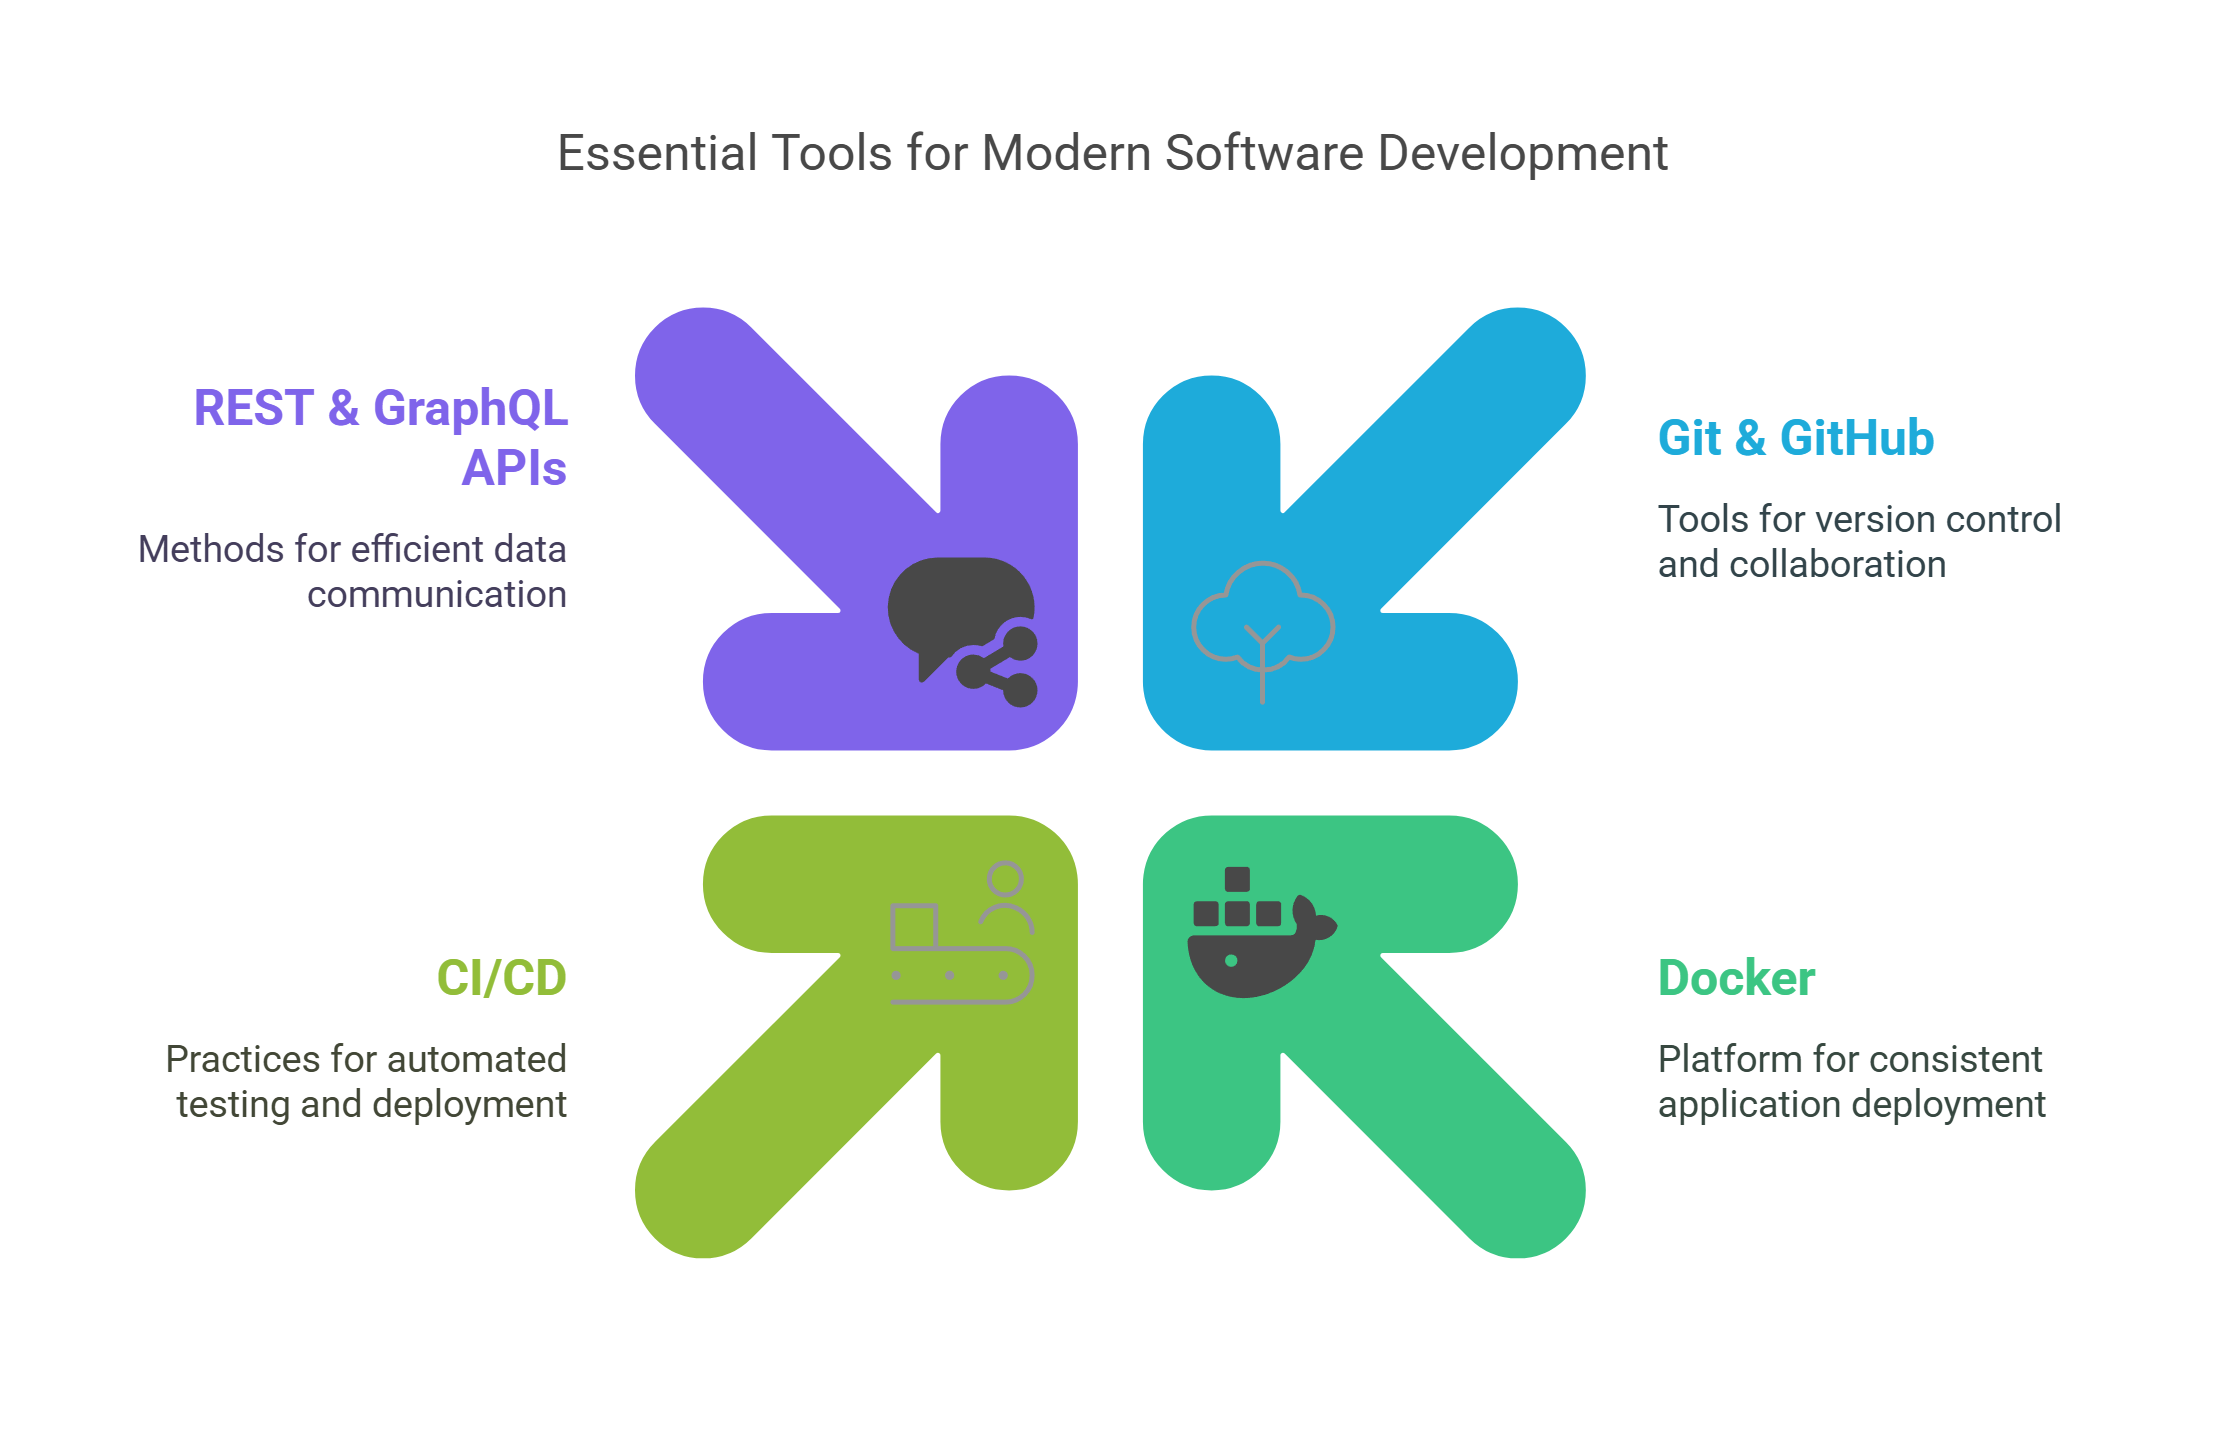 Essential Tools for Modern Software Development
REST & GraphQL
APIs
Methods for efficient data
communication
Git & GitHub
Tools for version control
and collaboration
CI/CD
Practices for automated
testing and deployment
Docker
Platform for consistent
application deployment